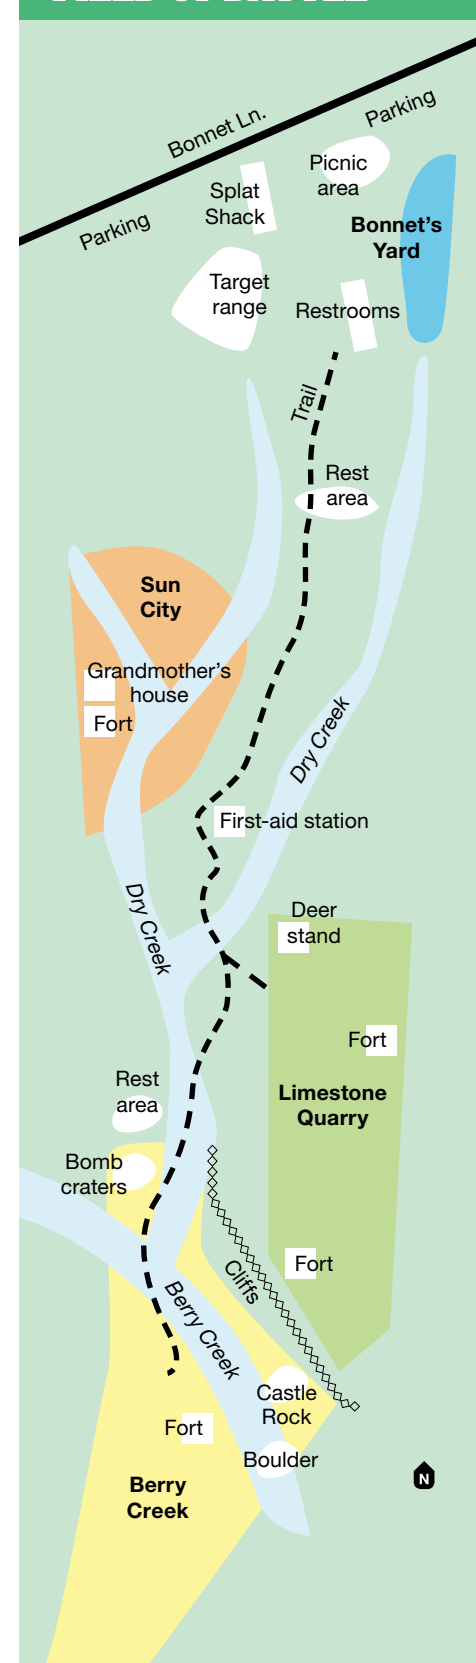 Parking
Bonnet Ln.
Picnic
area
Splat
Shack
Parking
Bonnet's
Yard
Target
range
Restrooms
Trail
Rest
area
Sun
City
Grandmother's
house
Fort
Dry Creek
First-aid station
Dry Creek
Deer
stand
Fort
Limestone
Quarry
Rest
area
Bomb
craters
Fort
Cliffs
Berry Creek
Castle
Rock
Fort
Boulder
Berry
Creek
N